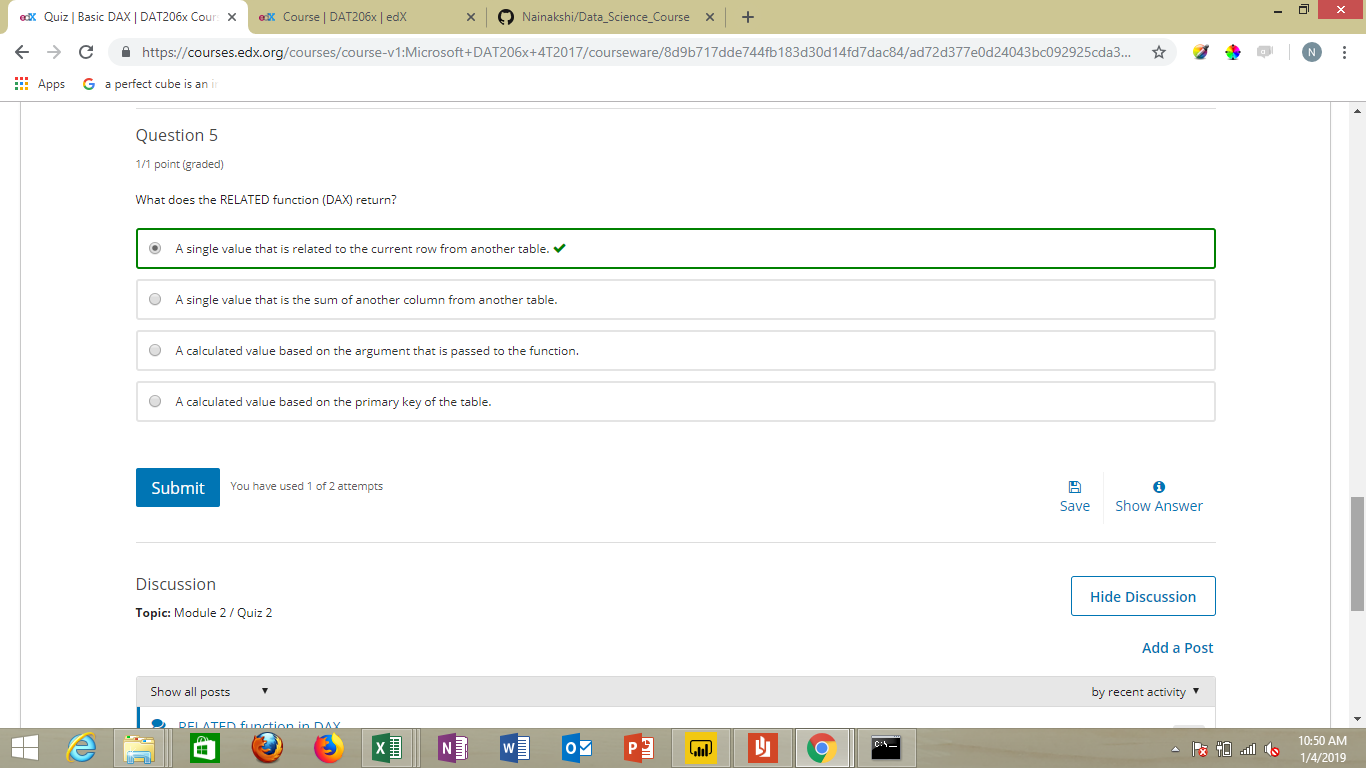 edX Quiz | Basic DAX | DAT206x Cour
edX Course | DAT206x | edX
Nainakshi/Data_Science_Course
https://courses.edx.org/courses/course-v1:Microsoft+DAT206x+4T2017/courseware/8d9b717dde744fb183d30d14fd7dac84/ad72d377e0d24043bc092925cda3...
N
Apps
a perfect cube is an i
Question 5
1/1 point (graded)
What does the RELATED function (DAX) return?
A single value that is related to the current row from another table.
A single value that is the sum of another column from another table.
A calculated value based on the argument that is passed to the function.
A calculated value based on the primary key of the table.
Submit
You have used 1 of 2 attempts
Save
Show Answer
Discussion
Hide Discussion
Topic: Module 2 / Quiz 2
Add a Post
Show all posts
by recent activity
RELATED function in DAX
10:50 AM
1/4/2019